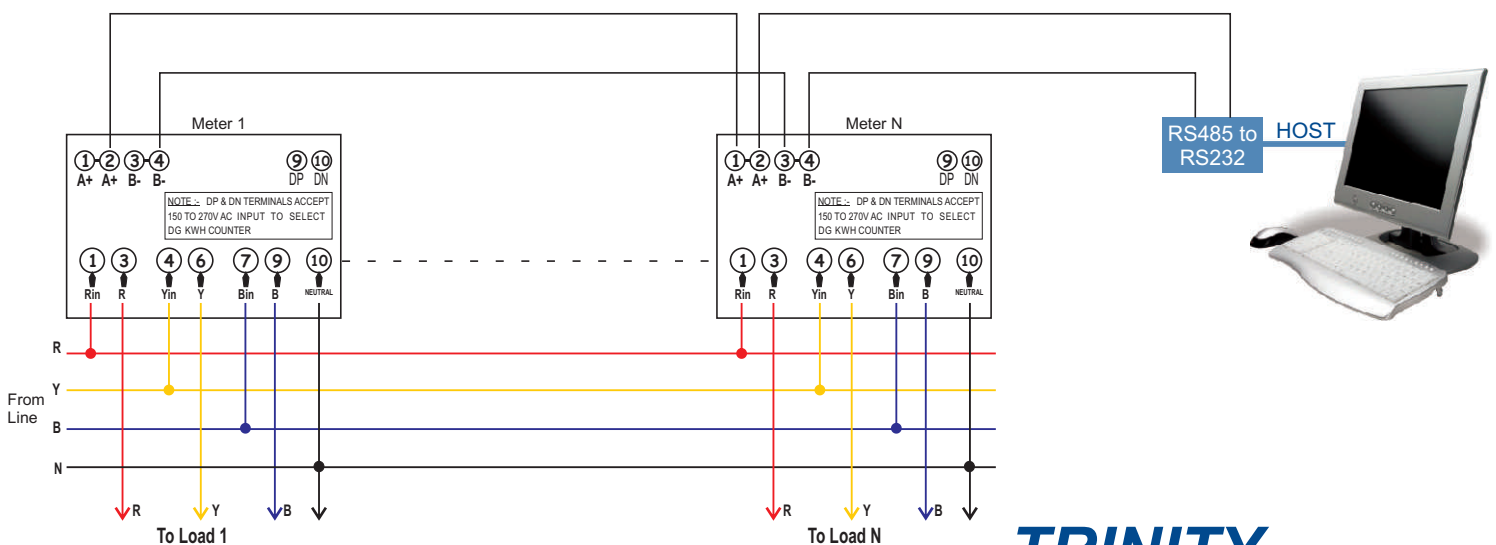 Meter 1
1 2 3 4 9 10
A+ A+ B- B- DP DN
NOTE :- DP & DN TERMINALS ACCEPT
150 TO 270V AC INPUT TO SELECT
DG KWH COUNTER
1 3 4 6 7 9 10
Rin R Yin Y Bin B NEUTRAL
Meter N
1 2 3 4 9 10
A+ A+ B- B- DP DN
NOTE :- DP & DN TERMINALS ACCEPT
150 TO 270V AC INPUT TO SELECT
DG KWH COUNTER
1 3 4 6 7 9 10
Rin R Yin Y Bin B NEUTRAL
RS485 to
RS232
HOST
From
Line
R
Y
B
N
R Y B
To Load 1
R Y B
To Load N
TRINITY